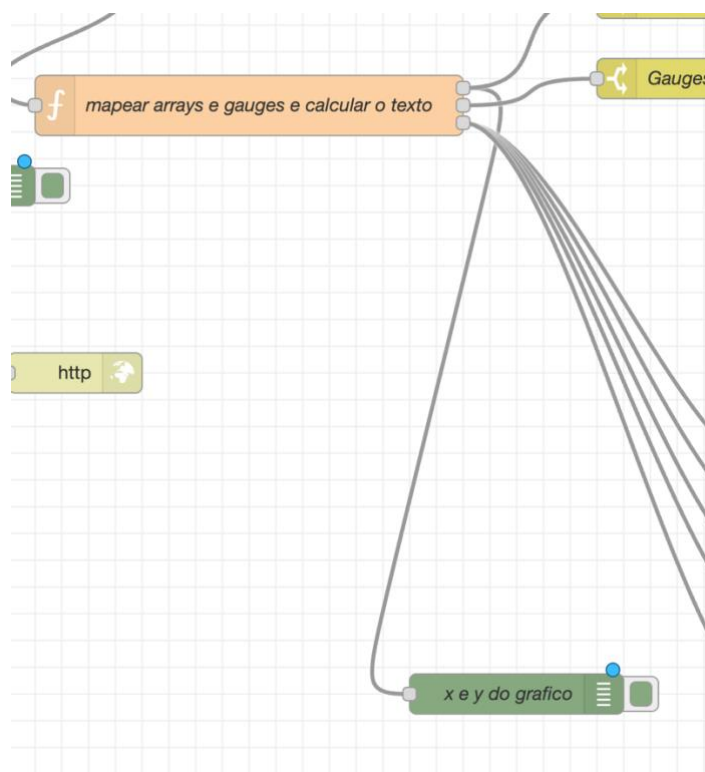 mapear arrays e gauges e calcular o texto
Gauges
http
x e y do grafico